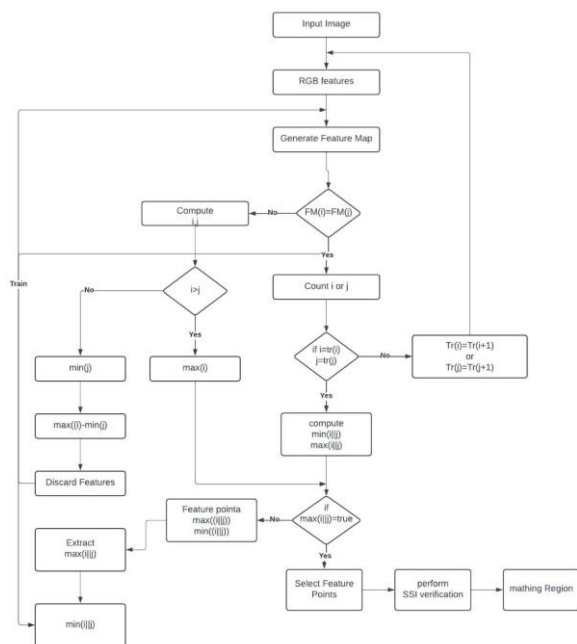 Input Image
RGB features
Generate Feature Map
FM(i)=FM(j)
No
Compute
i,j
Yes
Train
No
i>j
Count i or j
Yes
if i=tr(i)
j=tr(j)
No
Tr(i)=Tr(i+1)
or
Tr(j)=Tr(j+1)
min(j)
max(i)
Yes
max((i)-min(j)
compute
min(i||j)
max(i||j)
Discard Features
Feature pointa
max((i||j))
min((i||j))
No
if
max(i||j)=true
Extract
max(i||j)
Yes
Select Feature
Points
perform
SSI verification
mathing Region
min(i||j)